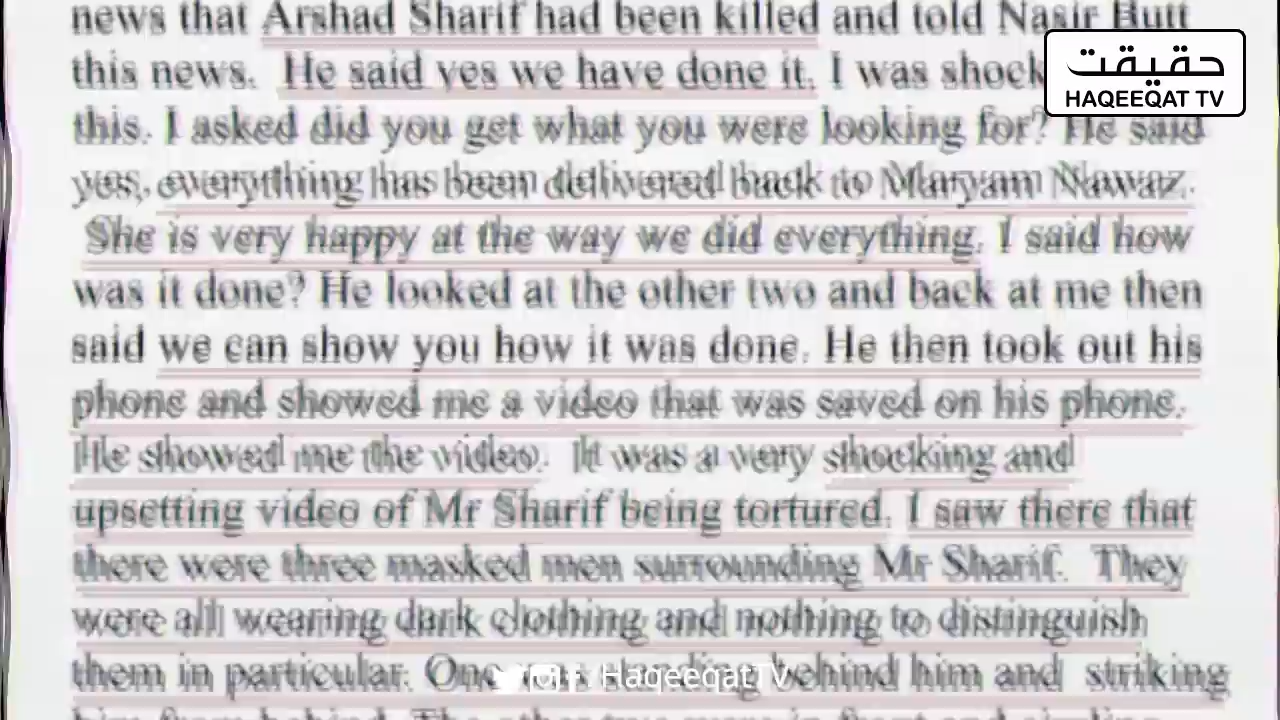 news that Arshad Sharif had been killed and told Nasir Butt
this news. He said yes we have done it. I was shock
this. I asked did you get what you were looking for? He said
yes, everything has been delivered back to Maryam Nawaz.
She is very happy at the way we did everything. I said how
was it done? He looked at the other two and back at me then
said we can show you how it was done. He then took out his
phone and showed me a video that was saved on his phone.
He showed me the video. It was a very shocking and
upsetting video of Mr Sharif being tortured. I saw there that
there were three masked men surrounding Mr Sharif. They
were all wearing dark clothing and nothing to distinguish
them in particular. One behind him and striking
حقيقت
HAQEEQAT TV
/HaqeeqatTV